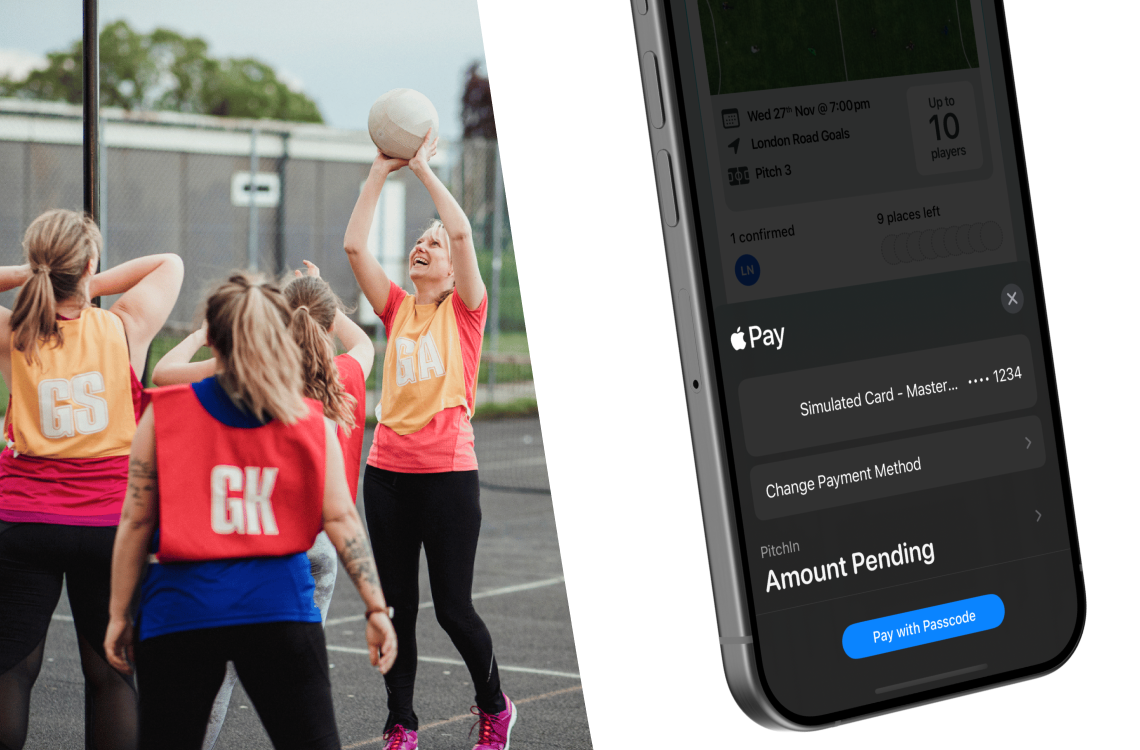 GS
GK
GA
Wed 27th Nov @ 7:00pm
London Road Goals
Pitch 3
Up to
10
players
1 confirmed
9 places left
LN
Pay
Simulated Card - Master... •••• 1234
Change Payment Method
PitchIn
Amount Pending
Pay with Passcode